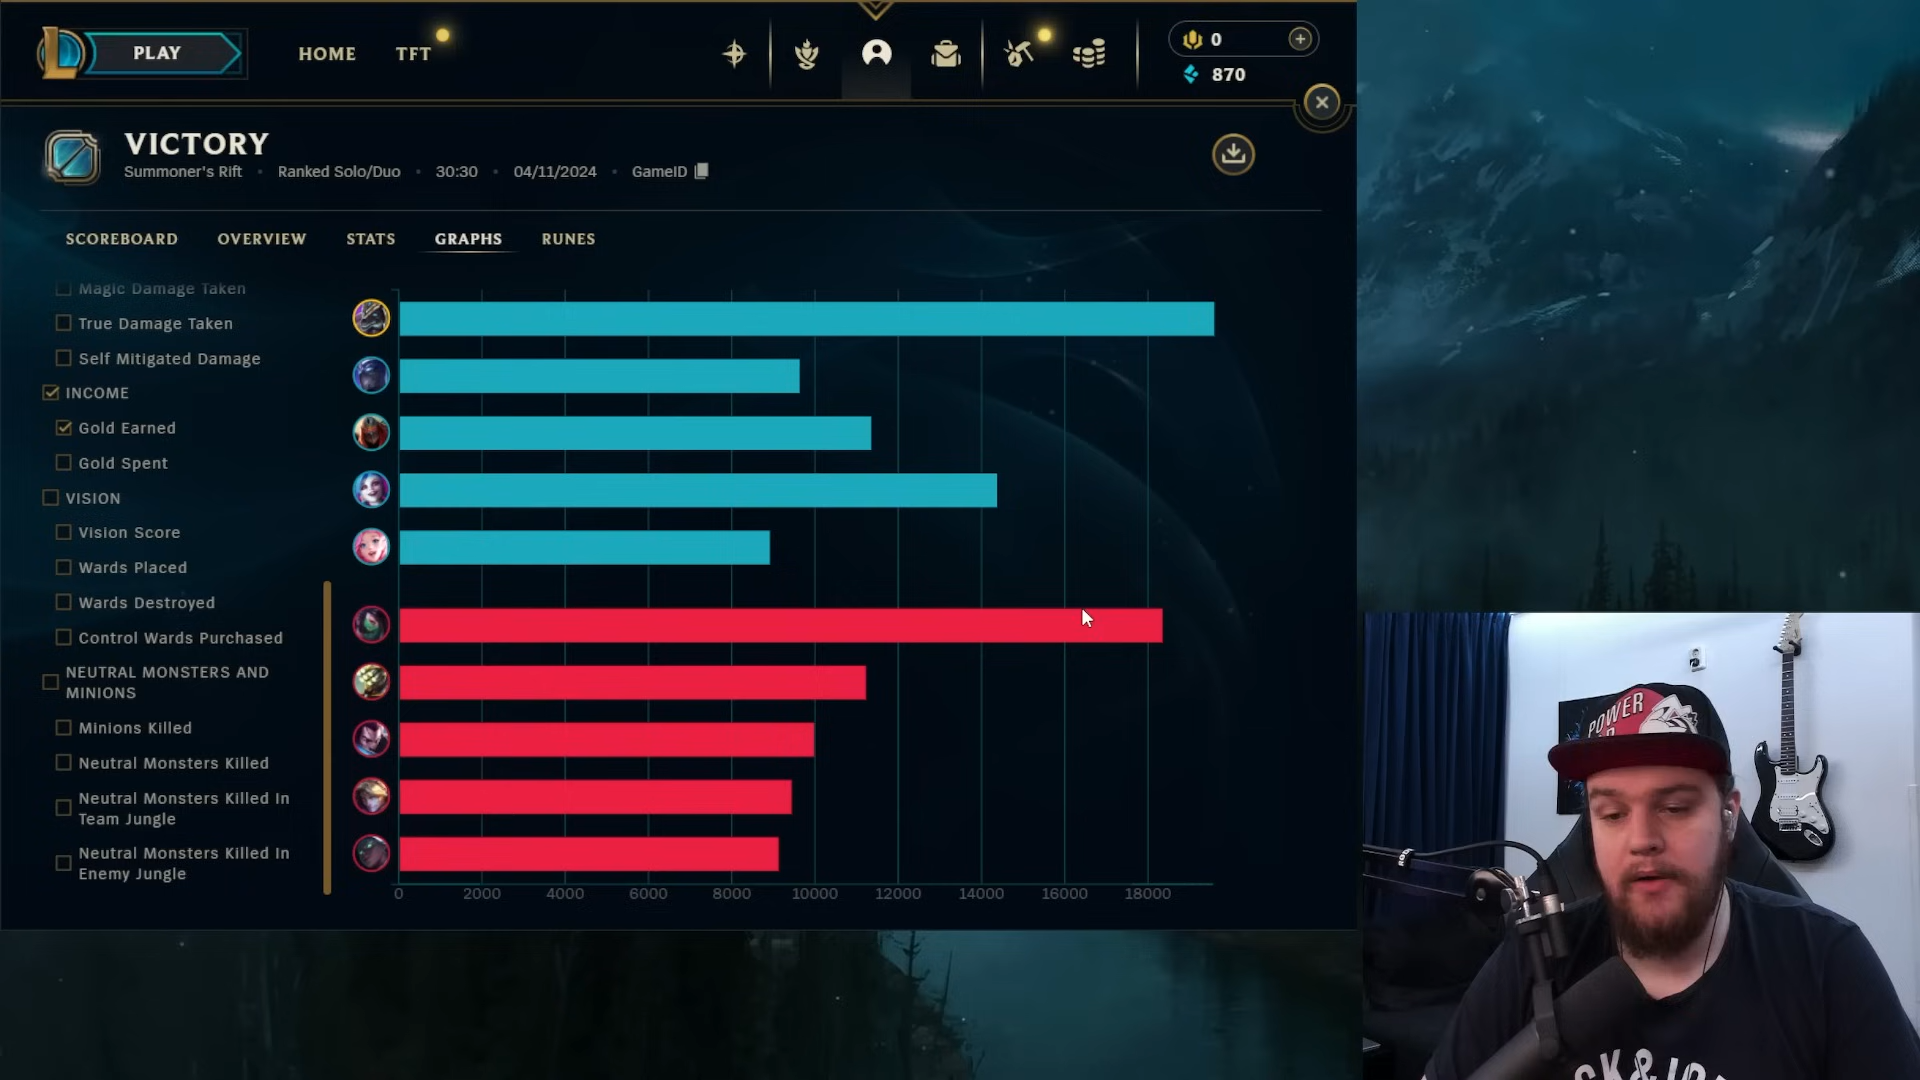 PLAY
HOME
TFT
0
870
VICTORY
Summoner's Rift • Ranked Solo/Duo • 30:30 • 04/11/2024 • GameID
SCOREBOARD
OVERVIEW
STATS
GRAPHS
RUNES
Magic Damage Taken
True Damage Taken
Self Mitigated Damage
INCOME
Gold Earned
Gold Spent
VISION
Vision Score
Wards Placed
Wards Destroyed
Control Wards Purchased
NEUTRAL MONSTERS AND
MINIONS
Minions Killed
Neutral Monsters Killed
Neutral Monsters Killed In
Team Jungle
Neutral Monsters Killed In
Enemy Jungle
0 2000 4000 6000 8000 10000 12000 14000 16000 18000
POWER